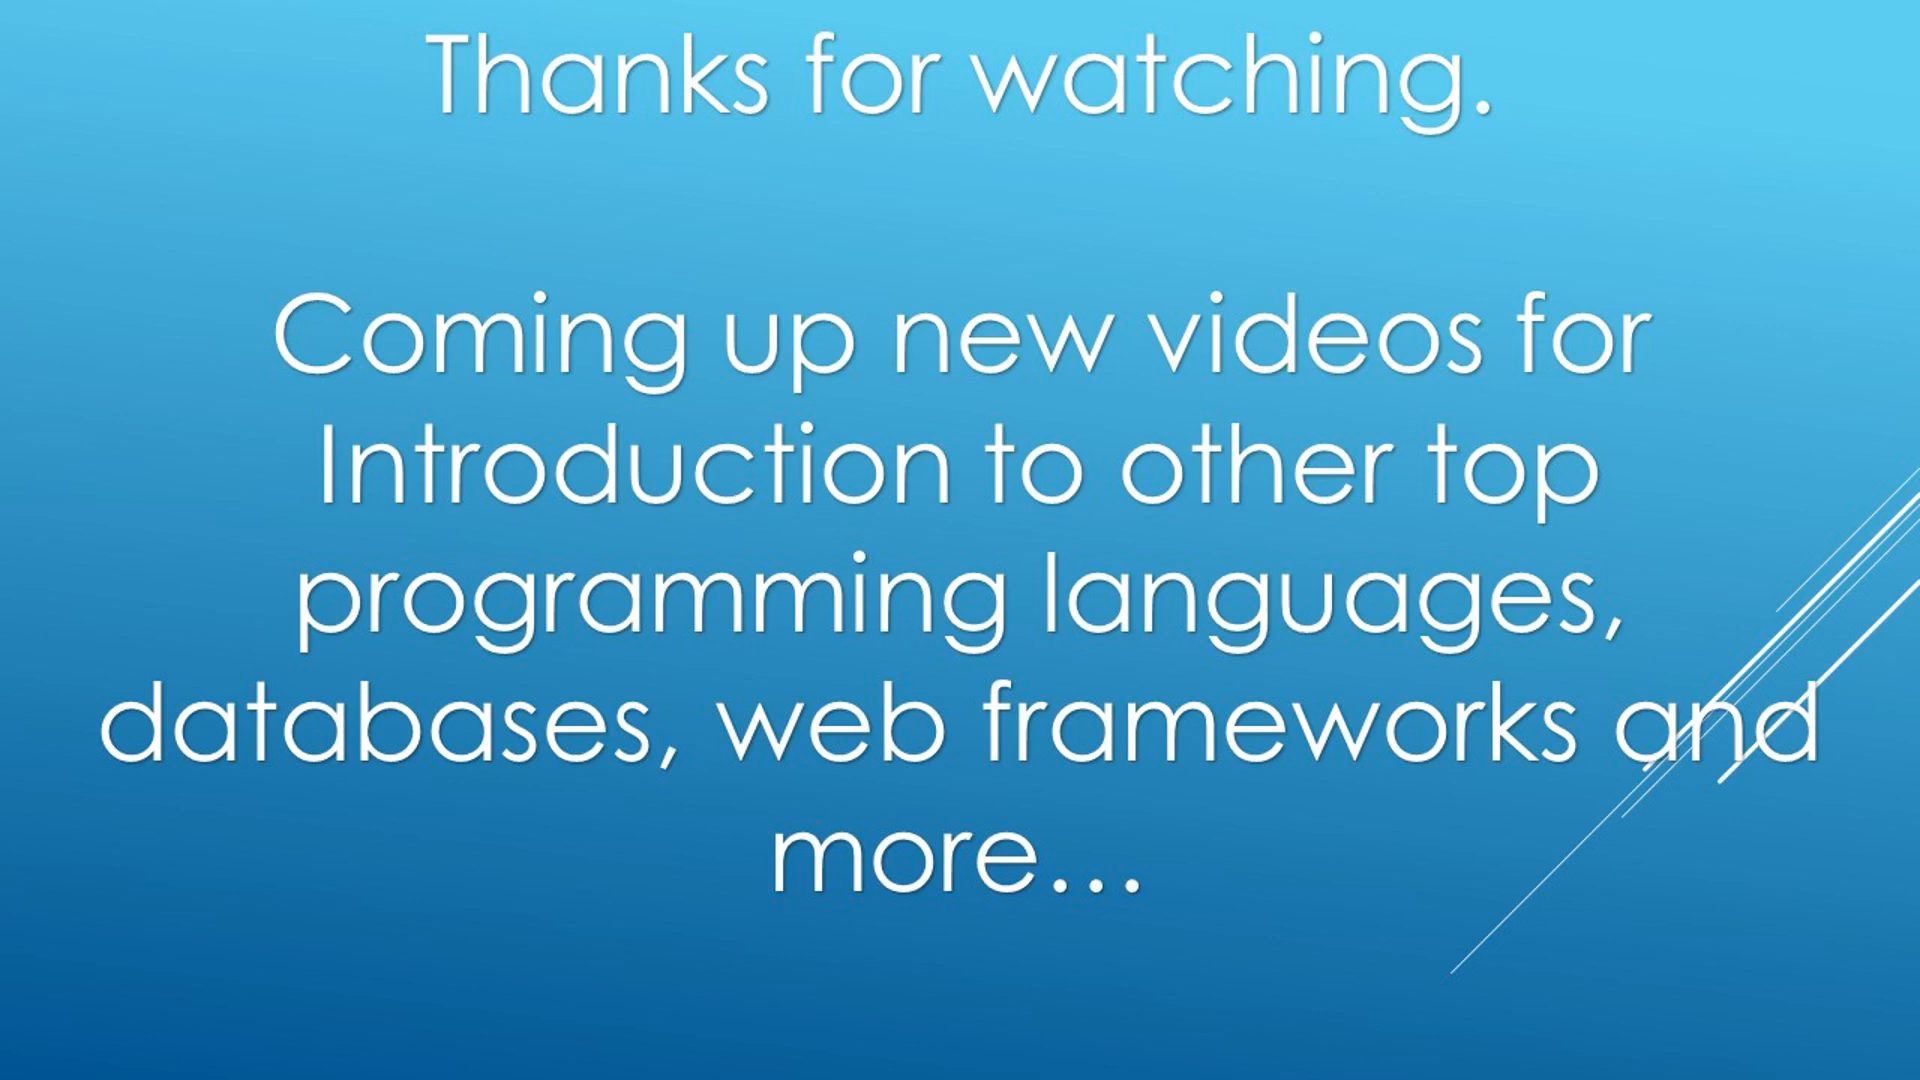 Thanks for watching.
Coming up new videos for
Introduction to other top
programming languages,
databases, web frameworks and
more...